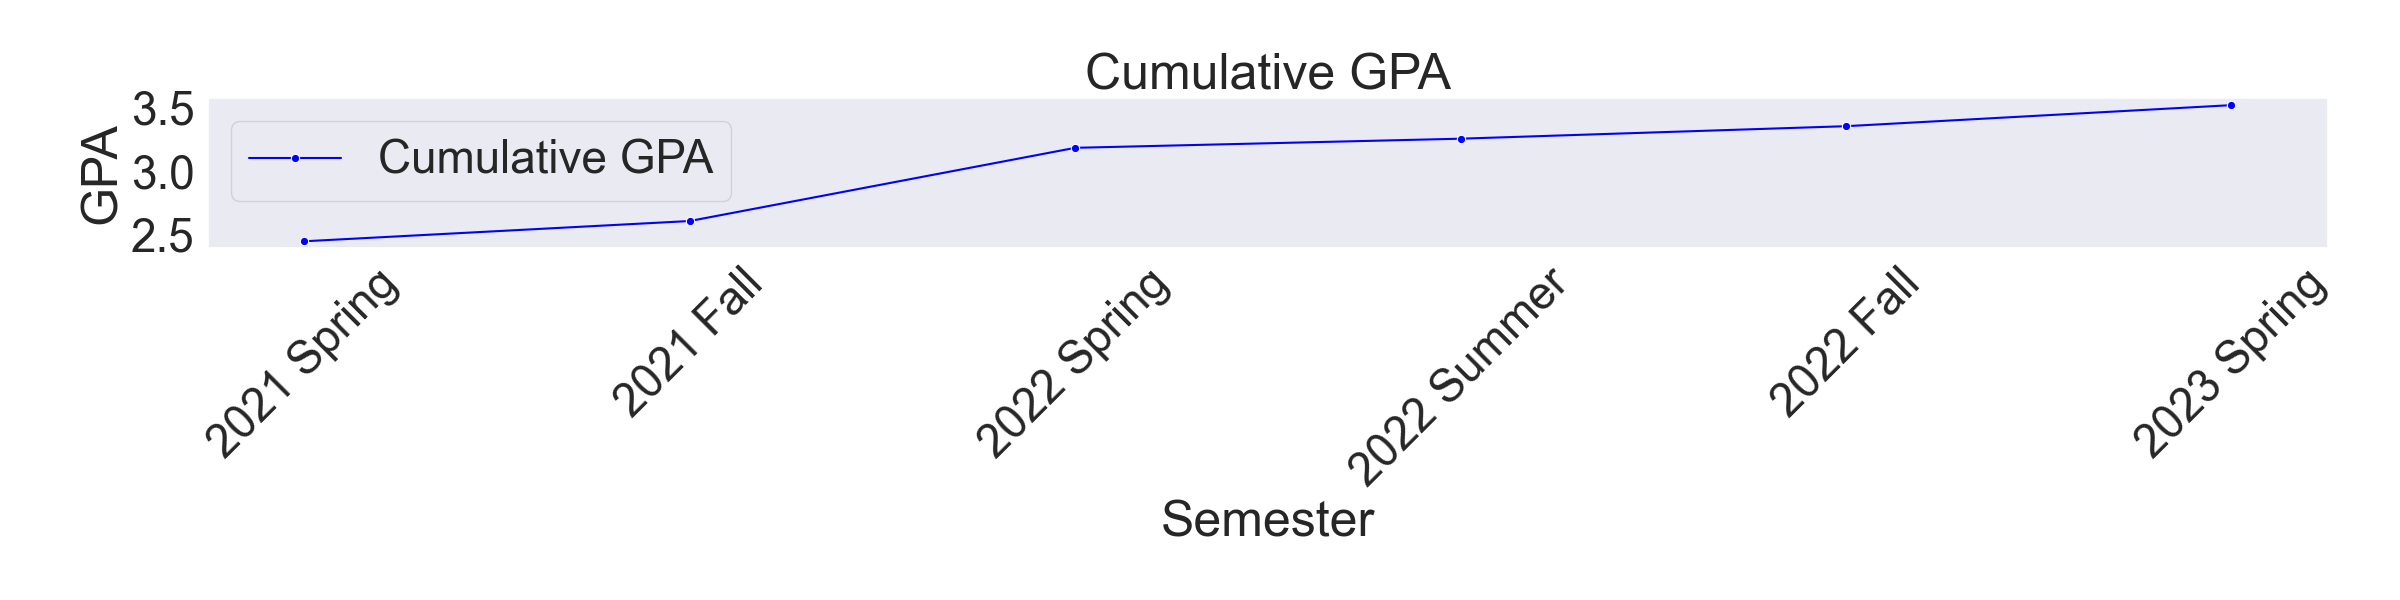 Cumulative GPA
GPA
3.5
3.0
2.5
Cumulative GPA
2021 Spring
2021 Fall
2022 Spring
2022 Summer
2022 Fall
2023 Spring
Semester